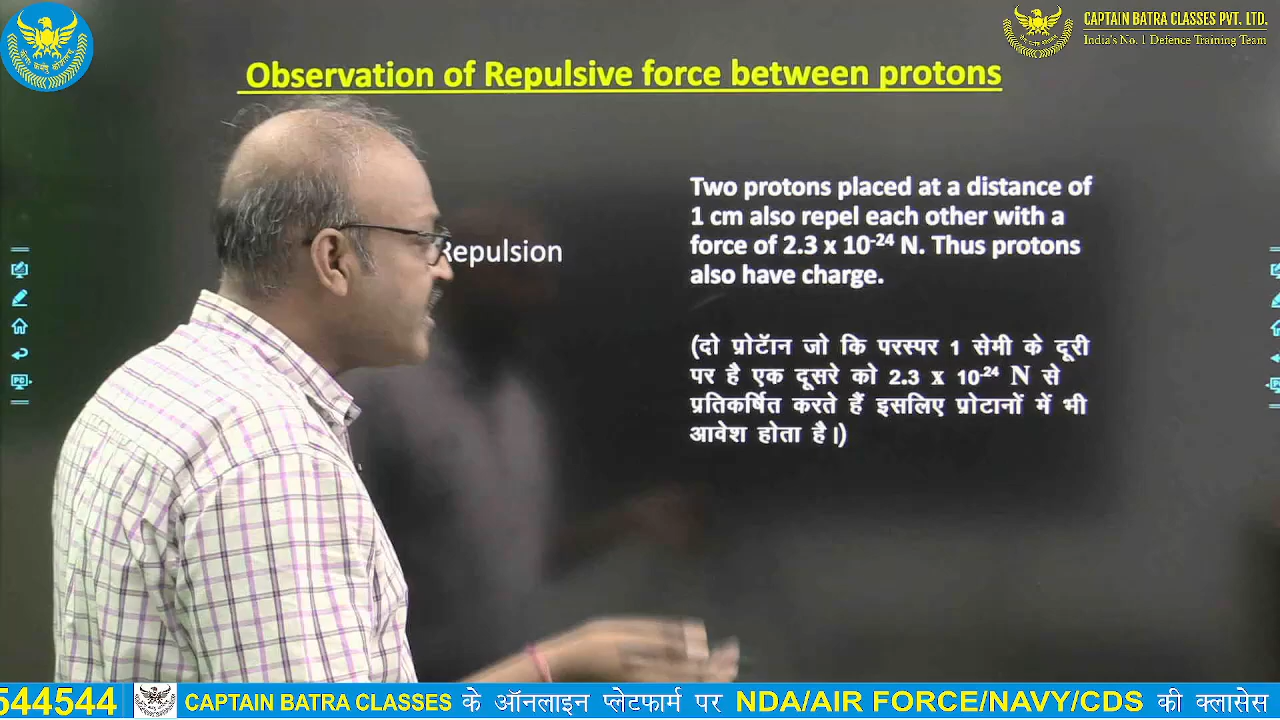 CAPTAIN BATRA CLASSES PVT. LTD.
India's No. 1 Defence Training Team
Observation of Repulsive force between protons
Repulsion
Two protons placed at a distance of
1 cm also repel each other with a
force of 2.3 x 10⁻²⁴ N. Thus protons
also have charge.
(दो प्रोटॅान जो कि परस्पर 1 सेमी के दूरी
पर है एक दूसरे को 2.3 x 10⁻²⁴ N से
प्रतिकर्षित करते हैं इसलिए प्रोटानों में भी
आवेश होता है।)
544544 CAPTAIN BATRA CLASSES के ऑनलाइन प्लेटफार्म पर NDA/AIR FORCE/NAVY/CDS की क्लासेस